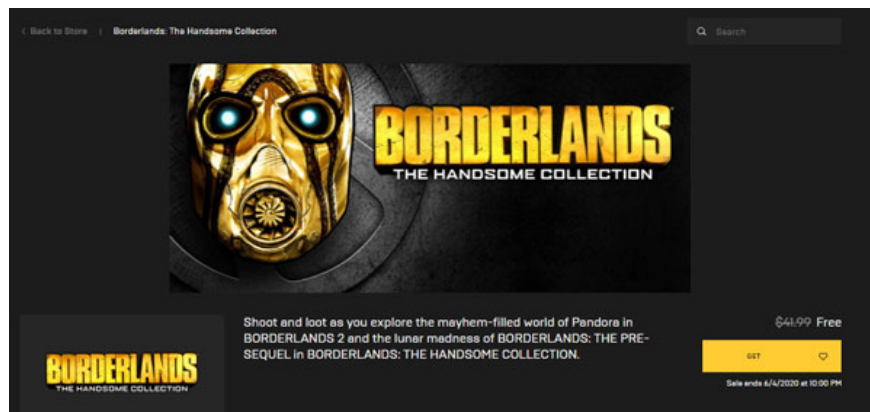 < Back to Store | Borderlands: The Handsome Collection
Search
BORDERLANDS
THE HANDSOME COLLECTION
Shoot and loot as you explore the mayhem-filled world of Pandora in
BORDERLANDS 2 and the lunar madness of BORDERLANDS: THE PRE-
SEQUEL in BORDERLANDS: THE HANDSOME COLLECTION.
$41.99 Free
GET
Sale ends 6/4/2020 at 10:00 PM
BORDERLANDS
THE HANDSOME COLLECTION